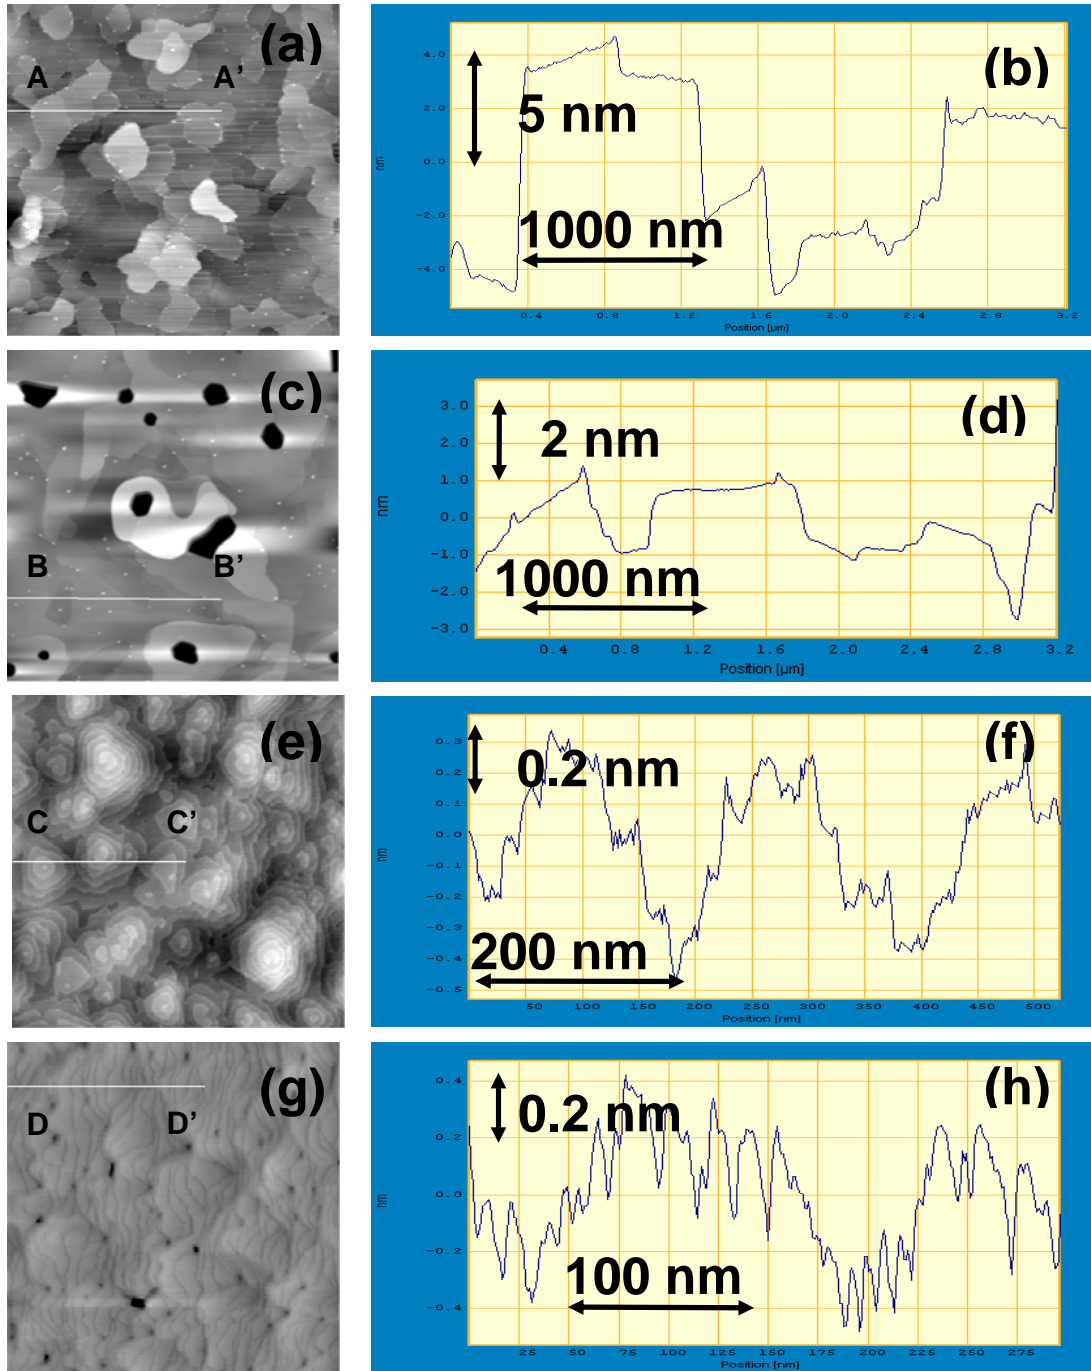 (a)
A A’
(b)
4.0
2.0
0.0
-2.0
-4.0
nm
5 nm
1000 nm
0.4 0.8 1.2 1.6 2.0 2.4 2.8 3.2
Position [µm]
(c)
B B’
(d)
3.0
2.0
1.0
0.0
-1.0
-2.0
-3.0
nm
2 nm
1000 nm
0.4 0.8 1.2 1.6 2.0 2.4 2.8 3.2
Position [µm]
(e)
C C’
(f)
0.3
0.2
0.1
0.0
-0.1
-0.2
-0.3
-0.4
-0.5
nm
0.2 nm
200 nm
50 100 150 200 250 300 350 400 450 500
Position [nm]
(g)
D D’
(h)
0.4
0.2
0.0
-0.2
-0.4
nm
0.2 nm
100 nm
25 50 75 100 125 150 175 200 225 250 275
Position [nm]